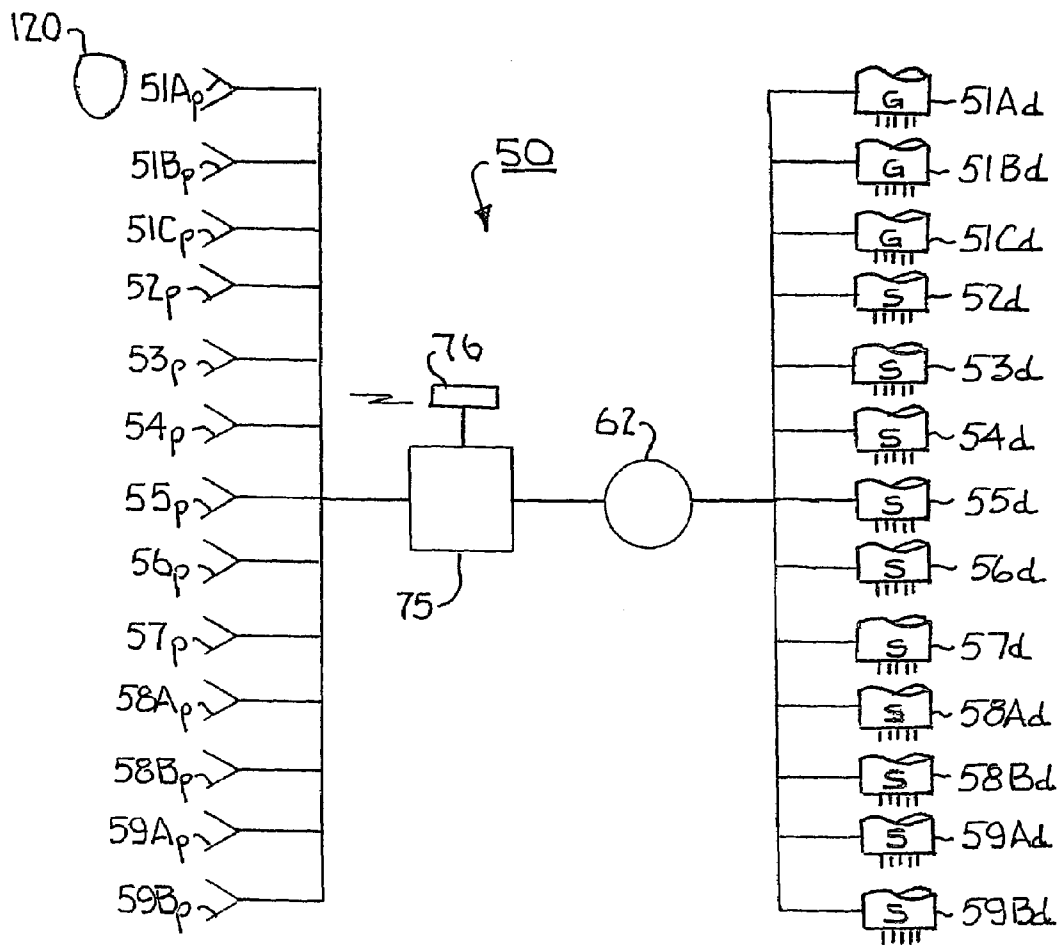 120
51Ap
51Bp
51Cp
52p
53p
54p
55p
56p
57p
58Ap
58Bp
59Ap
59Bp
50
76
75
62
G 51Ad
G 51Bd
G 51Cd
S 52d
S 53d
S 54d
S 55d
S 56d
S 57d
S 58Ad
S 58Bd
S 59Ad
S 59Bd